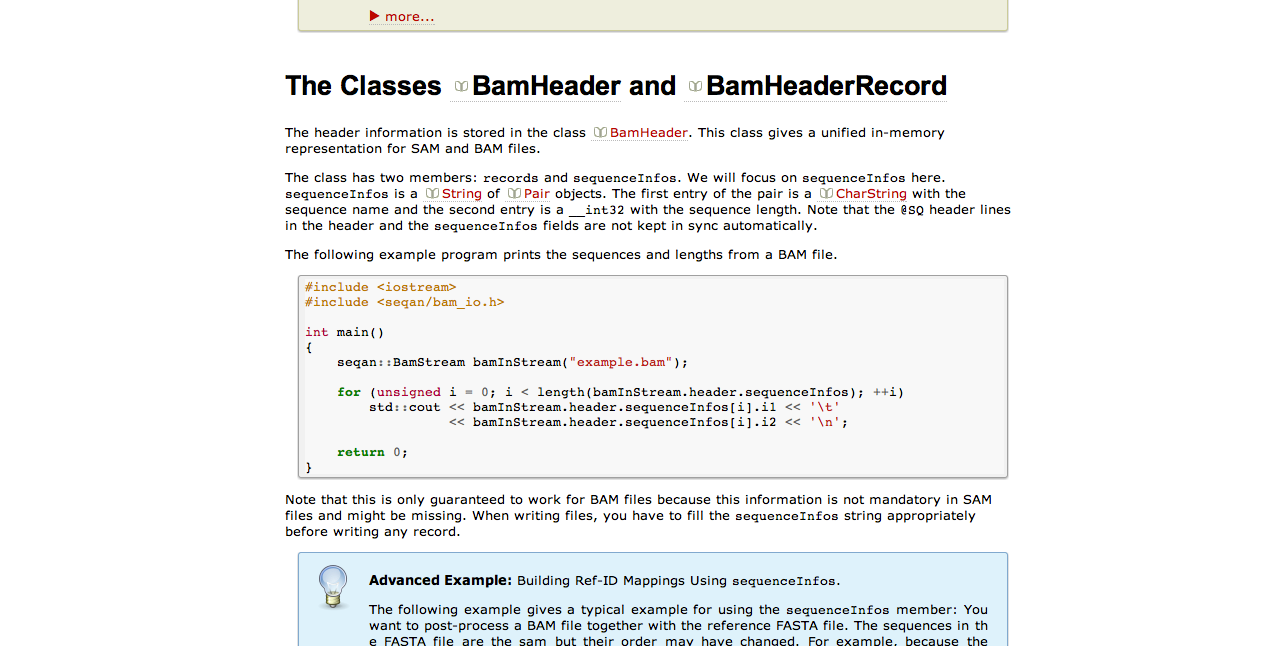 ▶ more...
The Classes BamHeader and BamHeaderRecord
The header information is stored in the class BamHeader. This class gives a unified in-memory
representation for SAM and BAM files.
The class has two members: records and sequenceInfos. We will focus on sequenceInfos here.
sequenceInfos is a String of Pair objects. The first entry of the pair is a CharString with the
sequence name and the second entry is a __int32 with the sequence length. Note that the @SQ header lines
in the header and the sequenceInfos fields are not kept in sync automatically.
The following example program prints the sequences and lengths from a BAM file.
#include <iostream>
#include <seqan/bam_io.h>
int main()
{
    seqan::BamStream bamInStream("example.bam");
    for (unsigned i = 0; i < length(bamInStream.header.sequenceInfos); ++i)
        std::cout << bamInStream.header.sequenceInfos[i].i1 << '\t'
                  << bamInStream.header.sequenceInfos[i].i2 << '\n';
    return 0;
}
Note that this is only guaranteed to work for BAM files because this information is not mandatory in SAM
files and might be missing. When writing files, you have to fill the sequenceInfos string appropriately
before writing any record.
Advanced Example: Building Ref-ID Mappings Using sequenceInfos.
The following example gives a typical example for using the sequenceInfos member: You
want to post-process a BAM file together with the reference FASTA file. The sequences in th
e FASTA file are the sam but their order may have changed. For example, because the